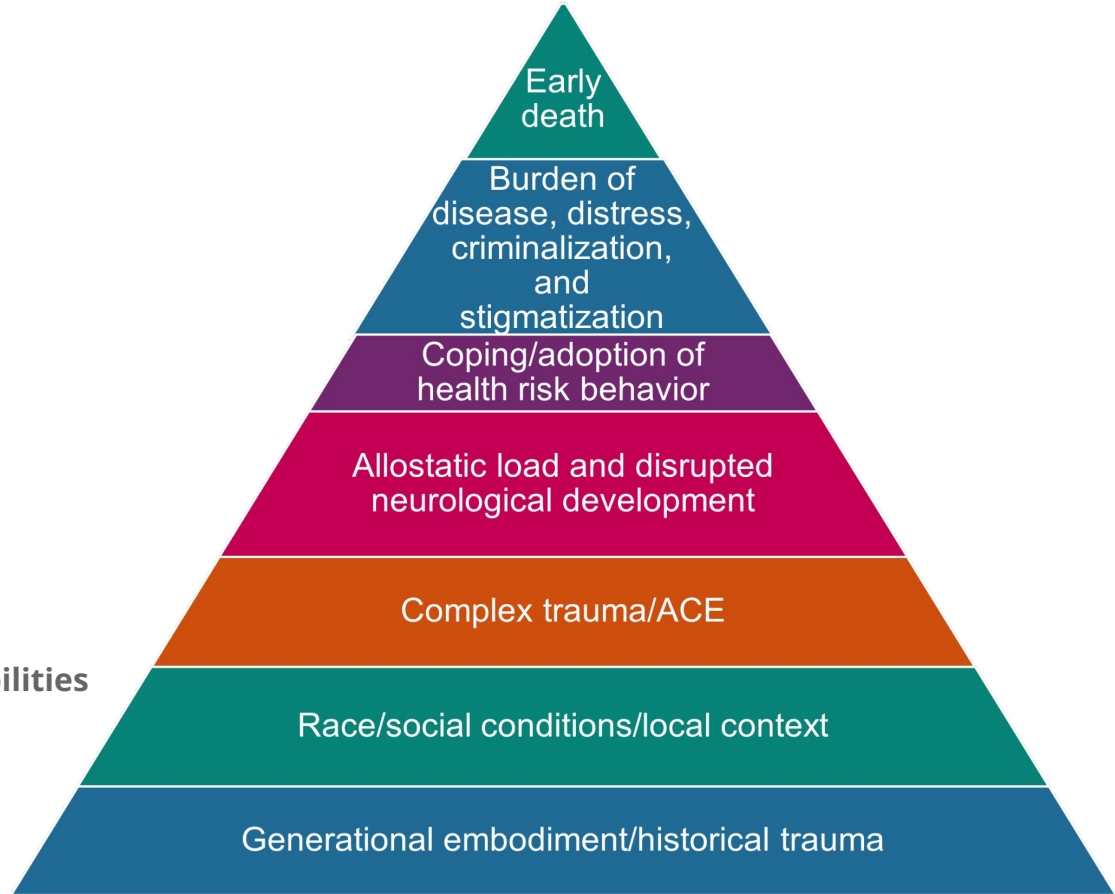 Early
death
Burden of
disease, distress,
criminalization,
and
stigmatization
Coping/adoption of
health risk behavior
Allostatic load and disrupted
neurological development
Complex trauma/ACE
bilities
Race/social conditions/local context
Generational embodiment/historical trauma